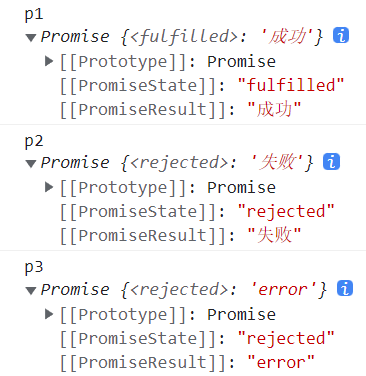 p1
Promise {<fulfilled>: '成功'} i
[[Prototype]]: Promise
[[PromiseState]]: "fulfilled"
[[PromiseResult]]: "成功"
p2
Promise {<rejected>: '失败'} i
[[Prototype]]: Promise
[[PromiseState]]: "rejected"
[[PromiseResult]]: "失败"
p3
Promise {<rejected>: 'error'} i
[[Prototype]]: Promise
[[PromiseState]]: "rejected"
[[PromiseResult]]: "error"